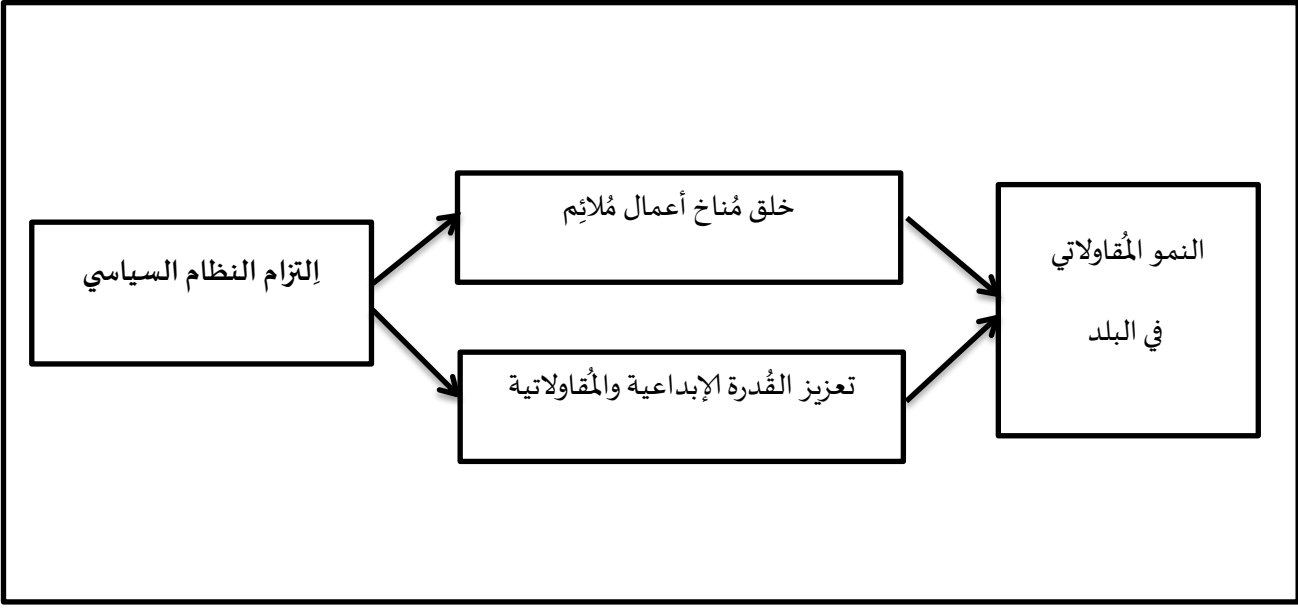 خلق مُناخ أعمال مُلائِم
النمو المُقاولاتي
في البلد
اِلتزام النظام السياسي
تعزيز القُدرة الإبداعية والمُقاولاتية